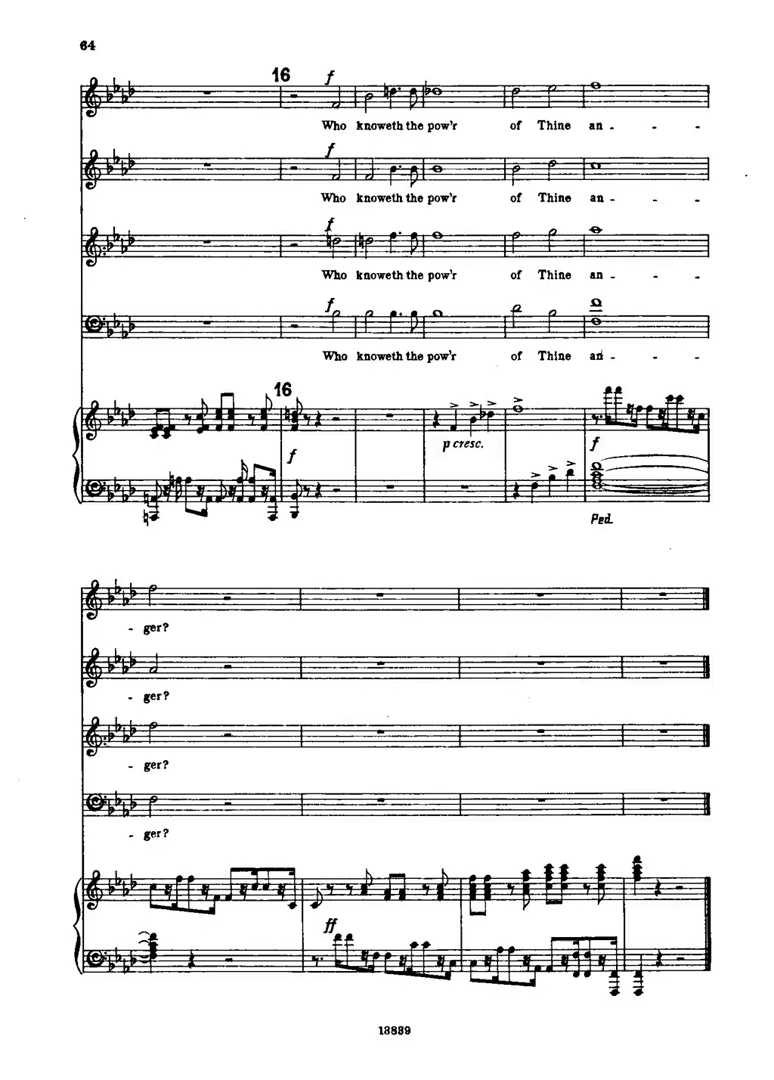 64
16
f
Who knoweth the pow'r of Thine an - - -
f
Who knoweth the pow'r of Thine an - - -
f
Who knoweth the pow'r of Thine an - - -
f
Who knoweth the pow'r of Thine an - - -
16
f
p cresc.
f
Ped.
- ger?
- ger?
- ger?
- ger?
ff
13839